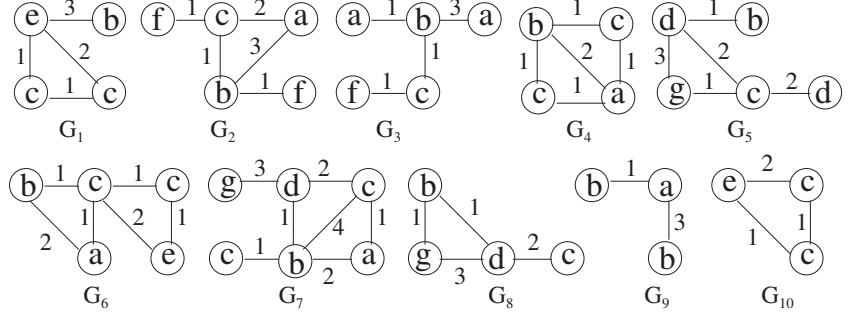 e 3 b f 1 c 2 a a 1 b 3 a b 1 c d 1 b
1 2 1 3 1 1 2 1 3 2
c 1 c b 1 f f 1 c c 1 a g 1 c 2 d
G1 G2 G3 G4 G5
b 1 c 1 c g 3 d 2 c b b 1 a e 2 c
2 1 2 1 1 4 1 1 1 3 1 1
a e c 1 b 2 a g 3 d 2 c b c
G6 G7 G8 G9 G10